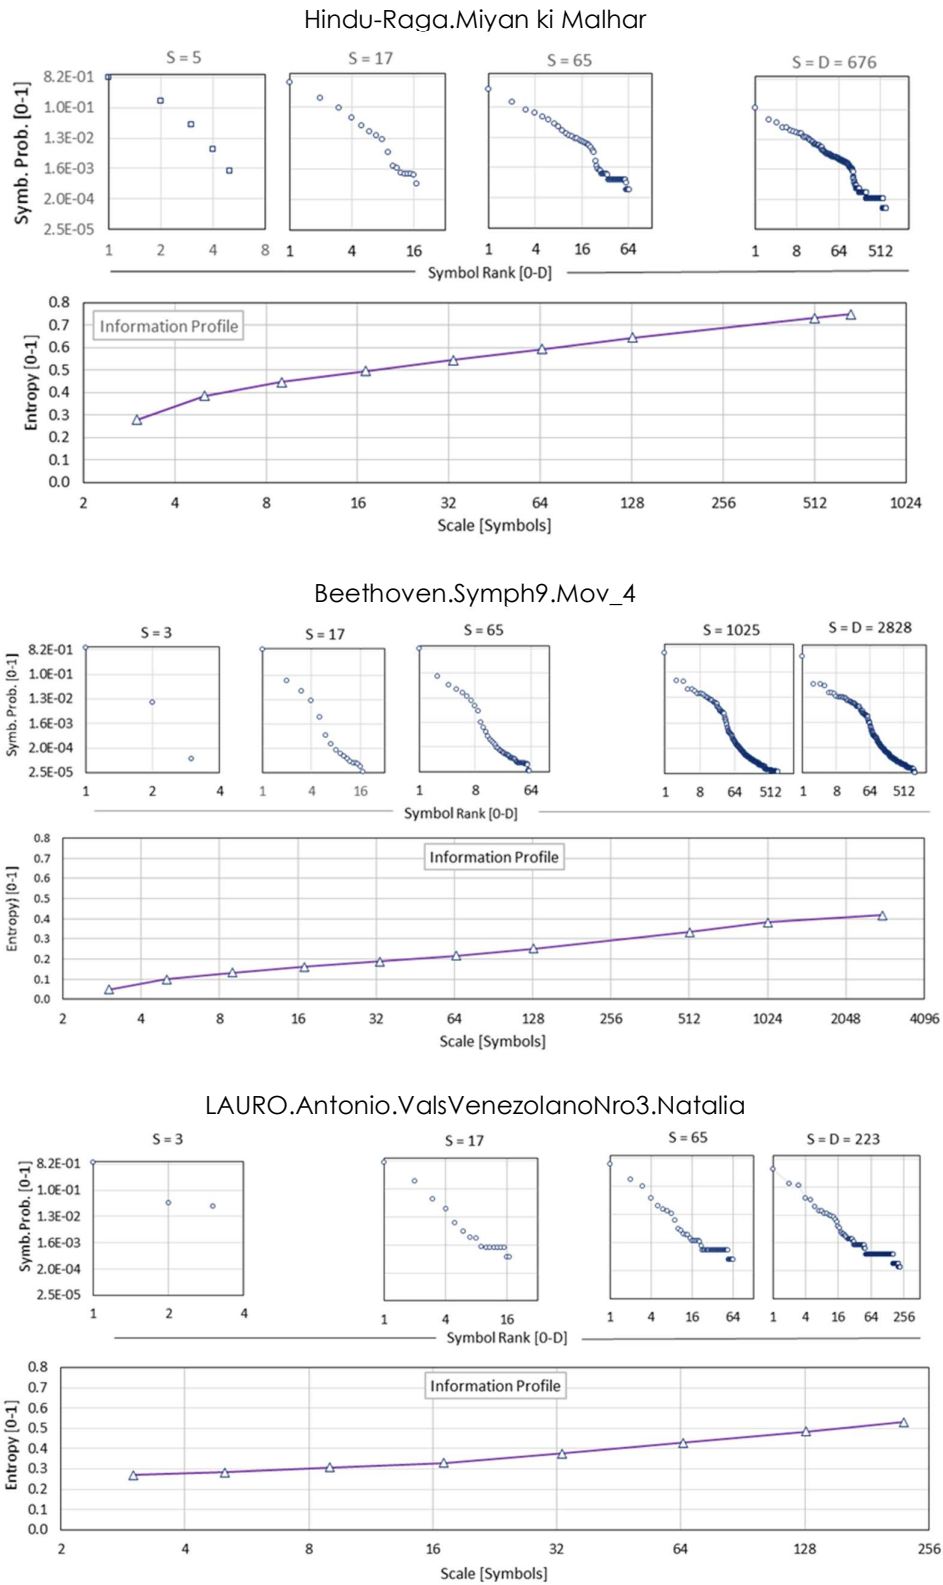 Hindu-Raga.Miyan ki Malhar
S = 5
S = 17
S = 65
S = D = 676
Symb. Prob. [0-1]
8.2E-01
1.0E-01
1.3E-02
1.6E-03
2.0E-04
2.5E-05
1 2 4 8
1 4 16
1 4 16 64
1 8 64 512
Symbol Rank [0-D]
Entropy [0-1]
0.8
0.7
0.6
0.5
0.4
0.3
0.2
0.1
0.0
Information Profile
2 4 8 16 32 64 128 256 512 1024
Scale [Symbols]
Beethoven.Symph9.Mov_4
S = 3
S = 17
S = 65
S = 1025
S = D = 2828
Symb. Prob. [0-1]
8.2E-01
1.0E-01
1.3E-02
1.6E-03
2.0E-04
2.5E-05
1 2 4
1 4 16
1 8 64
1 8 64 512
1 8 64 512
Symbol Rank [0-D]
Entropy) [0-1]
0.8
0.7
0.6
0.5
0.4
0.3
0.2
0.1
0.0
Information Profile
2 4 8 16 32 64 128 256 512 1024 2048 4096
Scale [Symbols]
LAURO.Antonio.ValsVenezolanoNro3.Natalia
S = 3
S = 17
S = 65
S = D = 223
Symb.Prob. [0-1]
8.2E-01
1.0E-01
1.3E-02
1.6E-03
2.0E-04
2.5E-05
1 2 4
1 4 16
1 4 16 64
1 4 16 64 256
Symbol Rank [0-D]
Entropy [0-1]
0.8
0.7
0.6
0.5
0.4
0.3
0.2
0.1
0.0
Information Profile
2 4 8 16 32 64 128 256
Scale [Symbols]